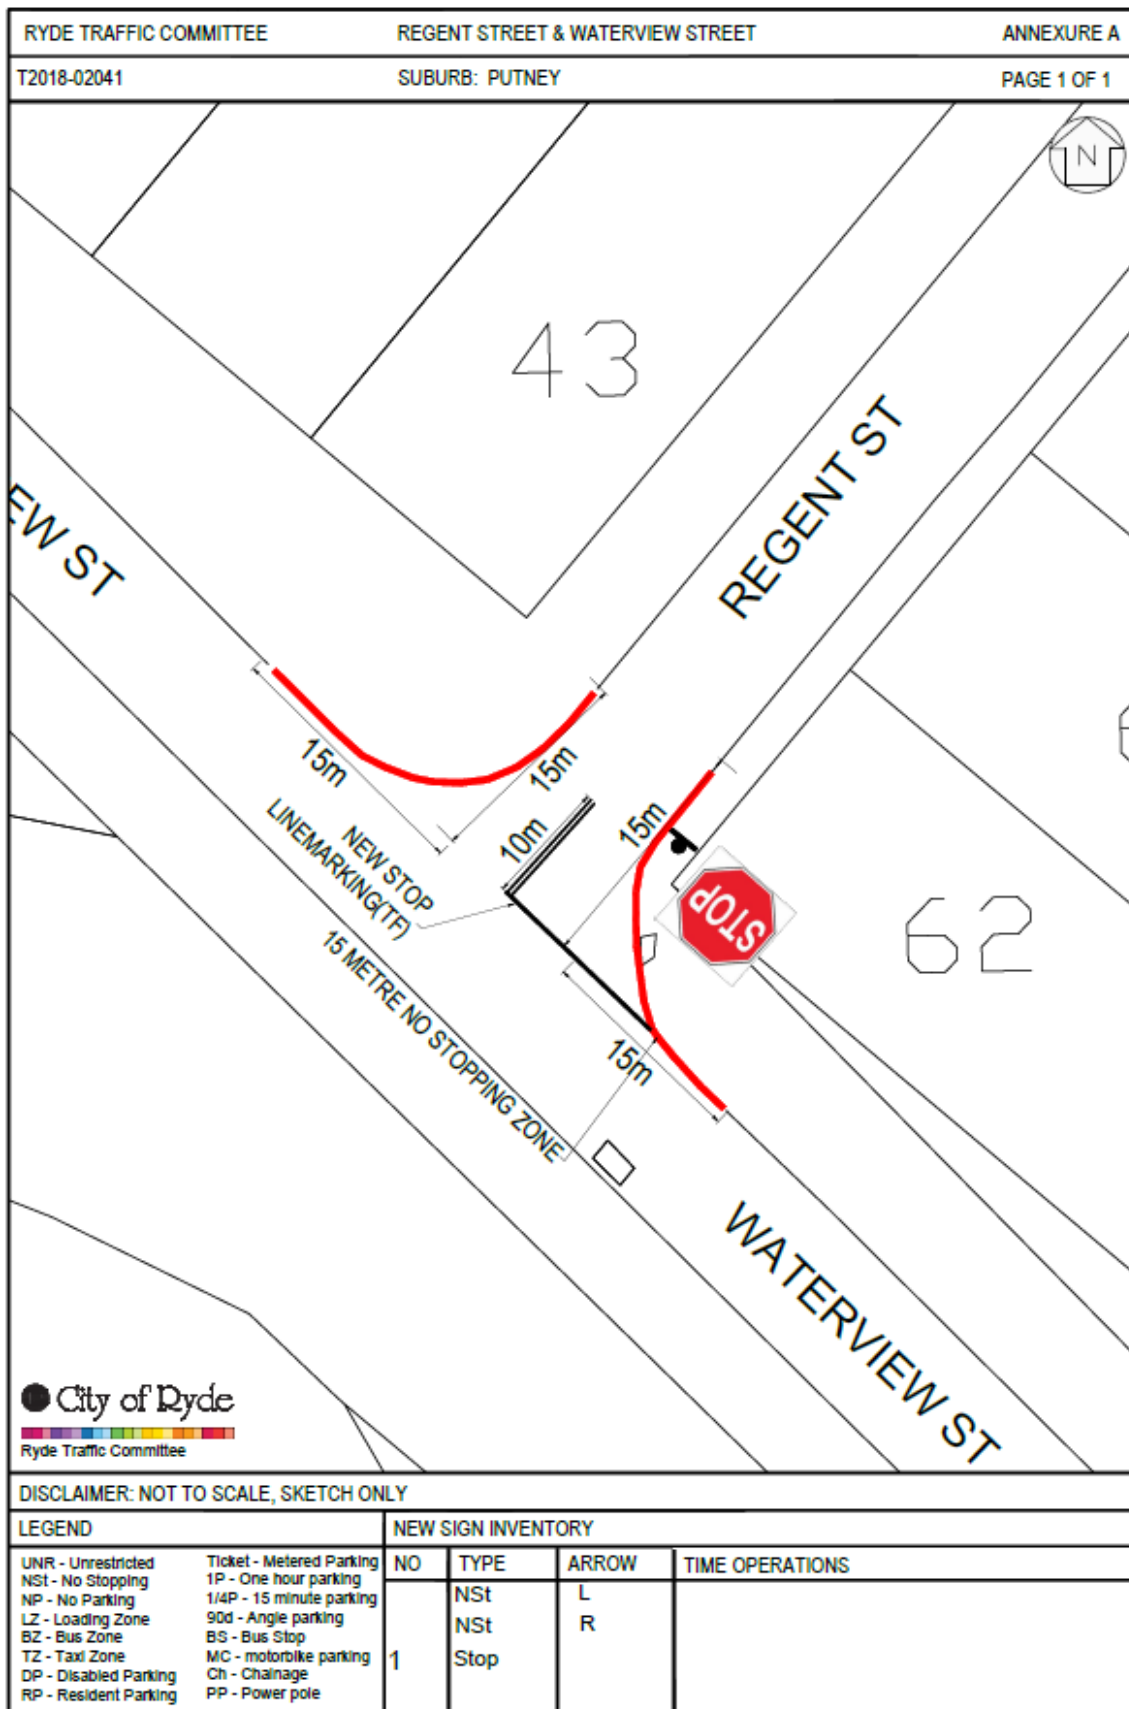 RYDE TRAFFIC COMMITTEE REGENT STREET & WATERVIEW STREET ANNEXURE A
T2018-02041 SUBURB: PUTNEY PAGE 1 OF 1
N
43
REGENT ST
EW ST
15m
15m
15m
10m
NEW STOP
LINEMARKING(TF)
STOP
62
15 METRE NO STOPPING ZONE
15m
WATERVIEW ST
City of Ryde
Ryde Traffic Committee
DISCLAIMER: NOT TO SCALE, SKETCH ONLY
LEGEND
UNR - Unrestricted
NSt - No Stopping
NP - No Parking
LZ - Loading Zone
BZ - Bus Zone
TZ - Taxi Zone
DP - Disabled Parking
RP - Resident Parking
Ticket - Metered Parking
1P - One hour parking
1/4P - 15 minute parking
90d - Angle parking
BS - Bus Stop
MC - motorbike parking
Ch - Chainage
PP - Power pole
NEW SIGN INVENTORY
NO TYPE ARROW TIME OPERATIONS
NSt L
NSt R
1 Stop